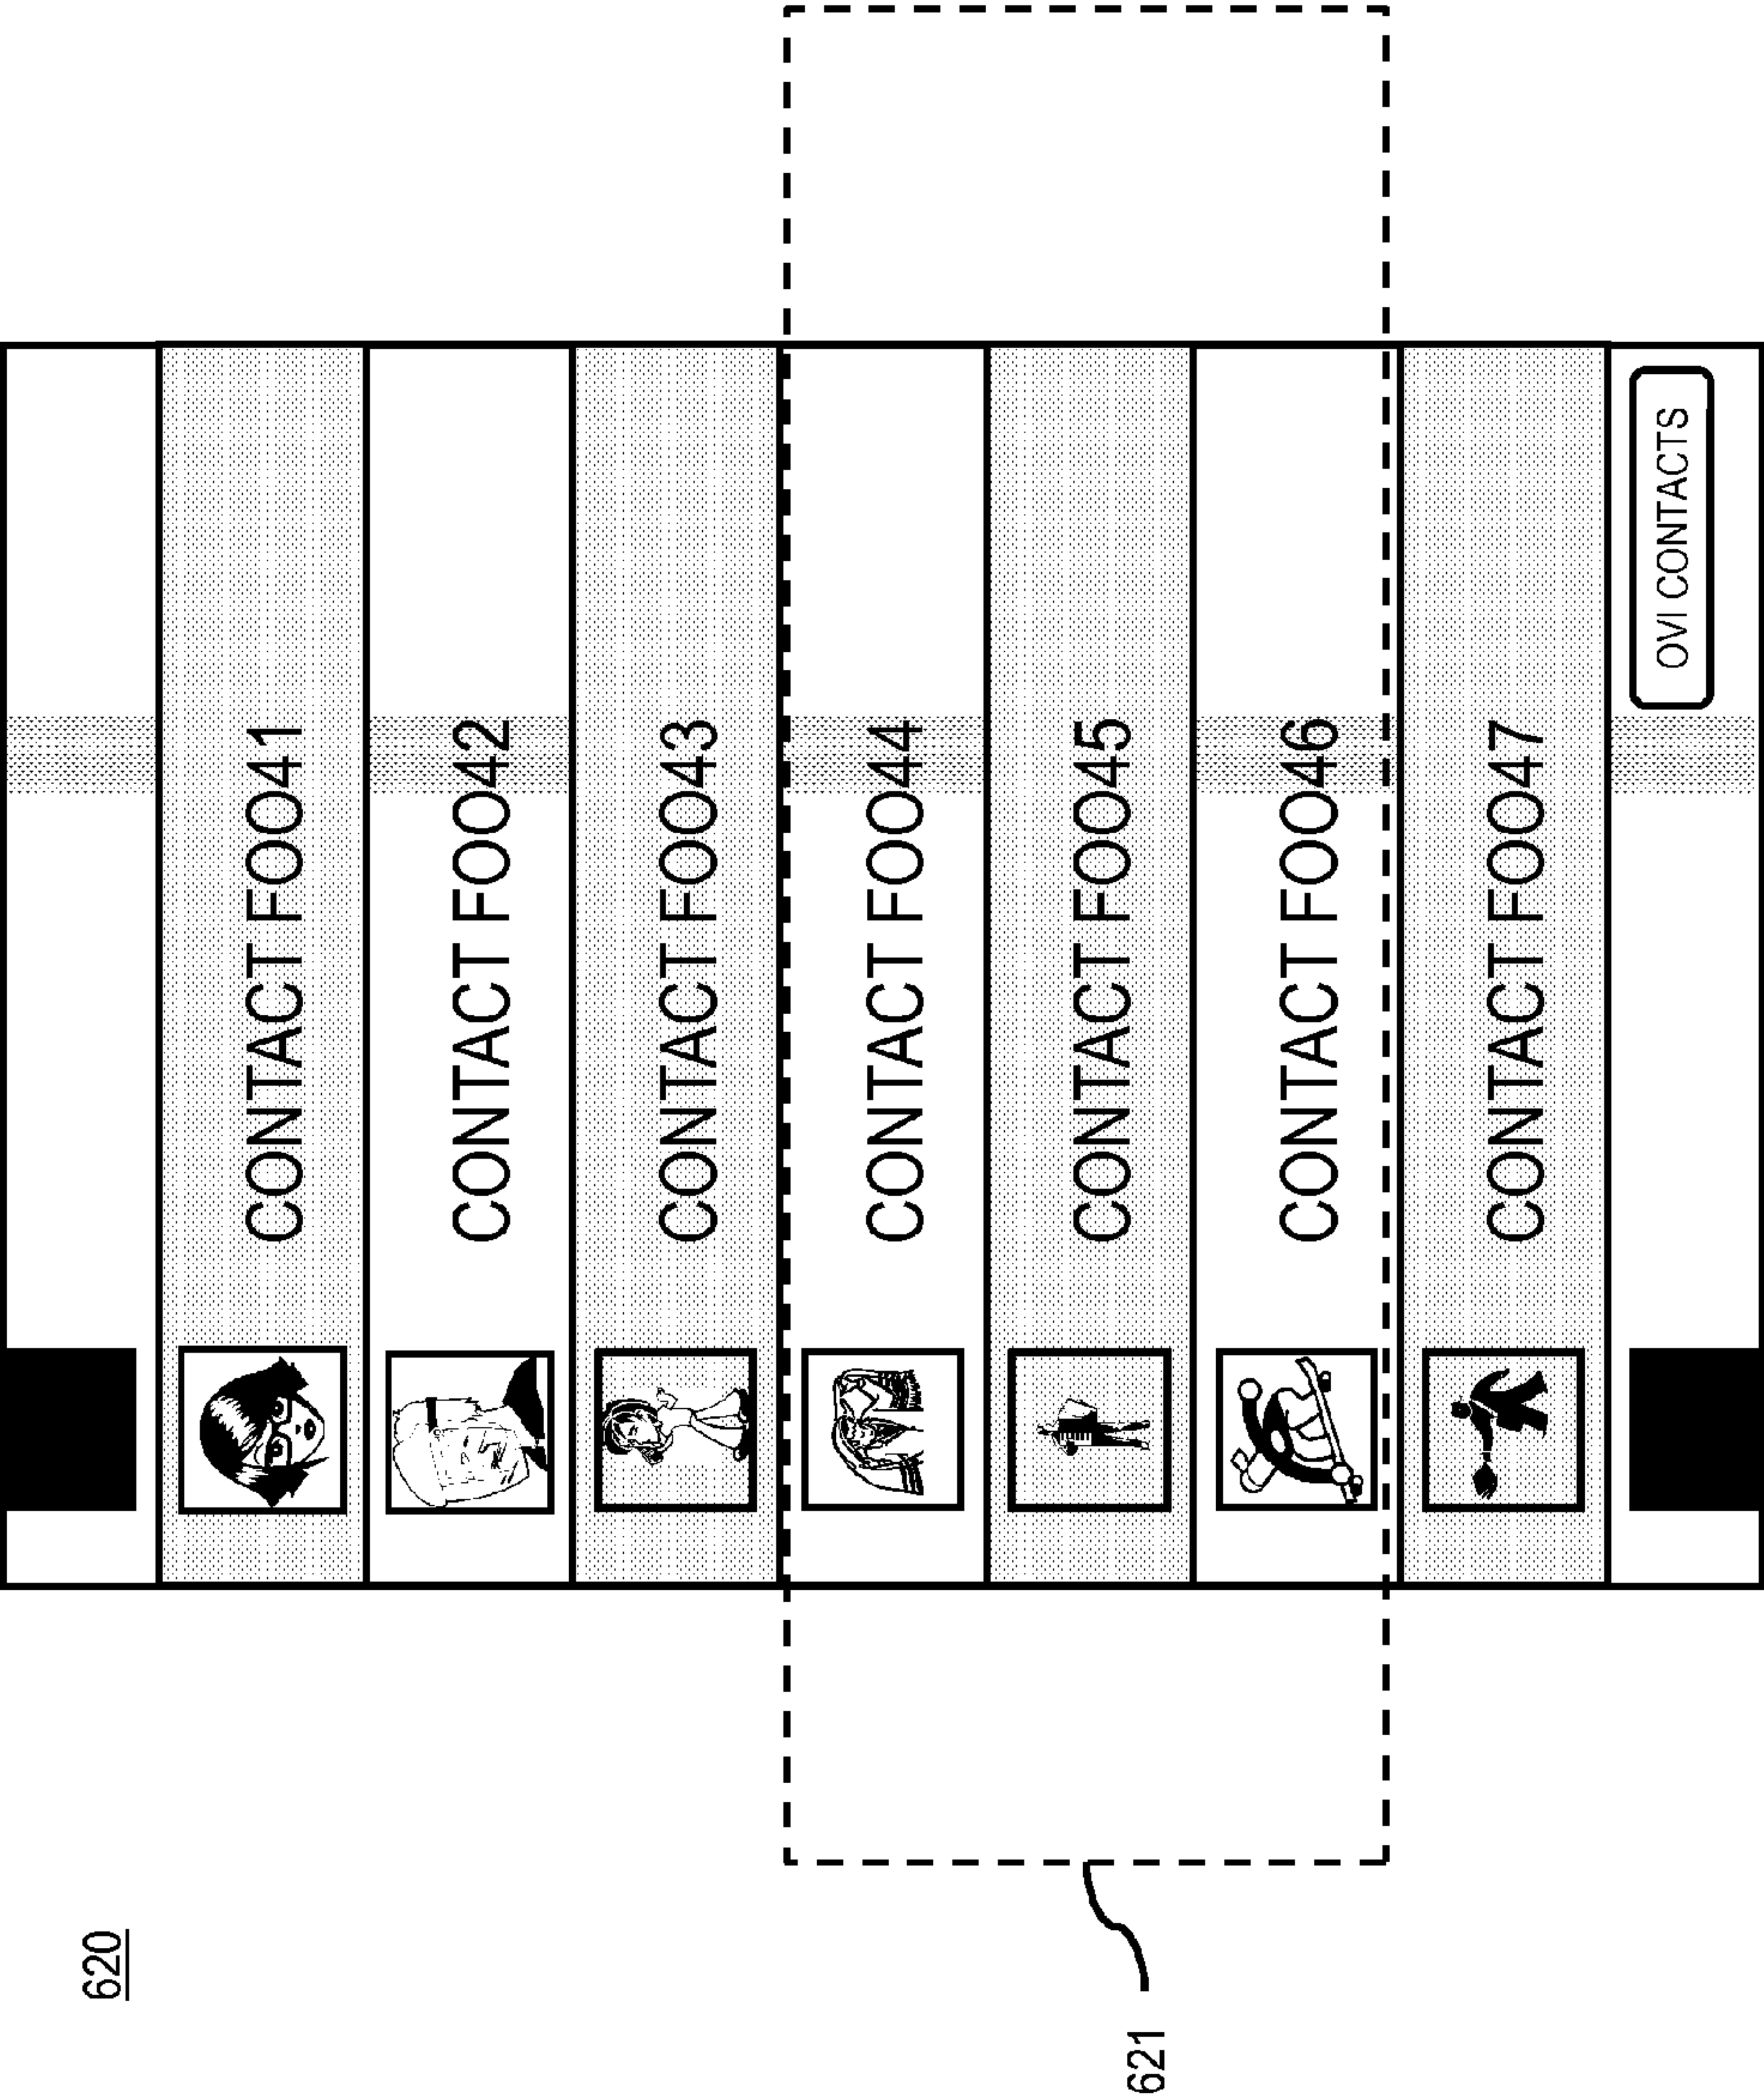 620
CONTACT FOO41
CONTACT FOO42
CONTACT FOO43
CONTACT FOO44
CONTACT FOO45
CONTACT FOO46
CONTACT FOO47
OVI CONTACTS
621